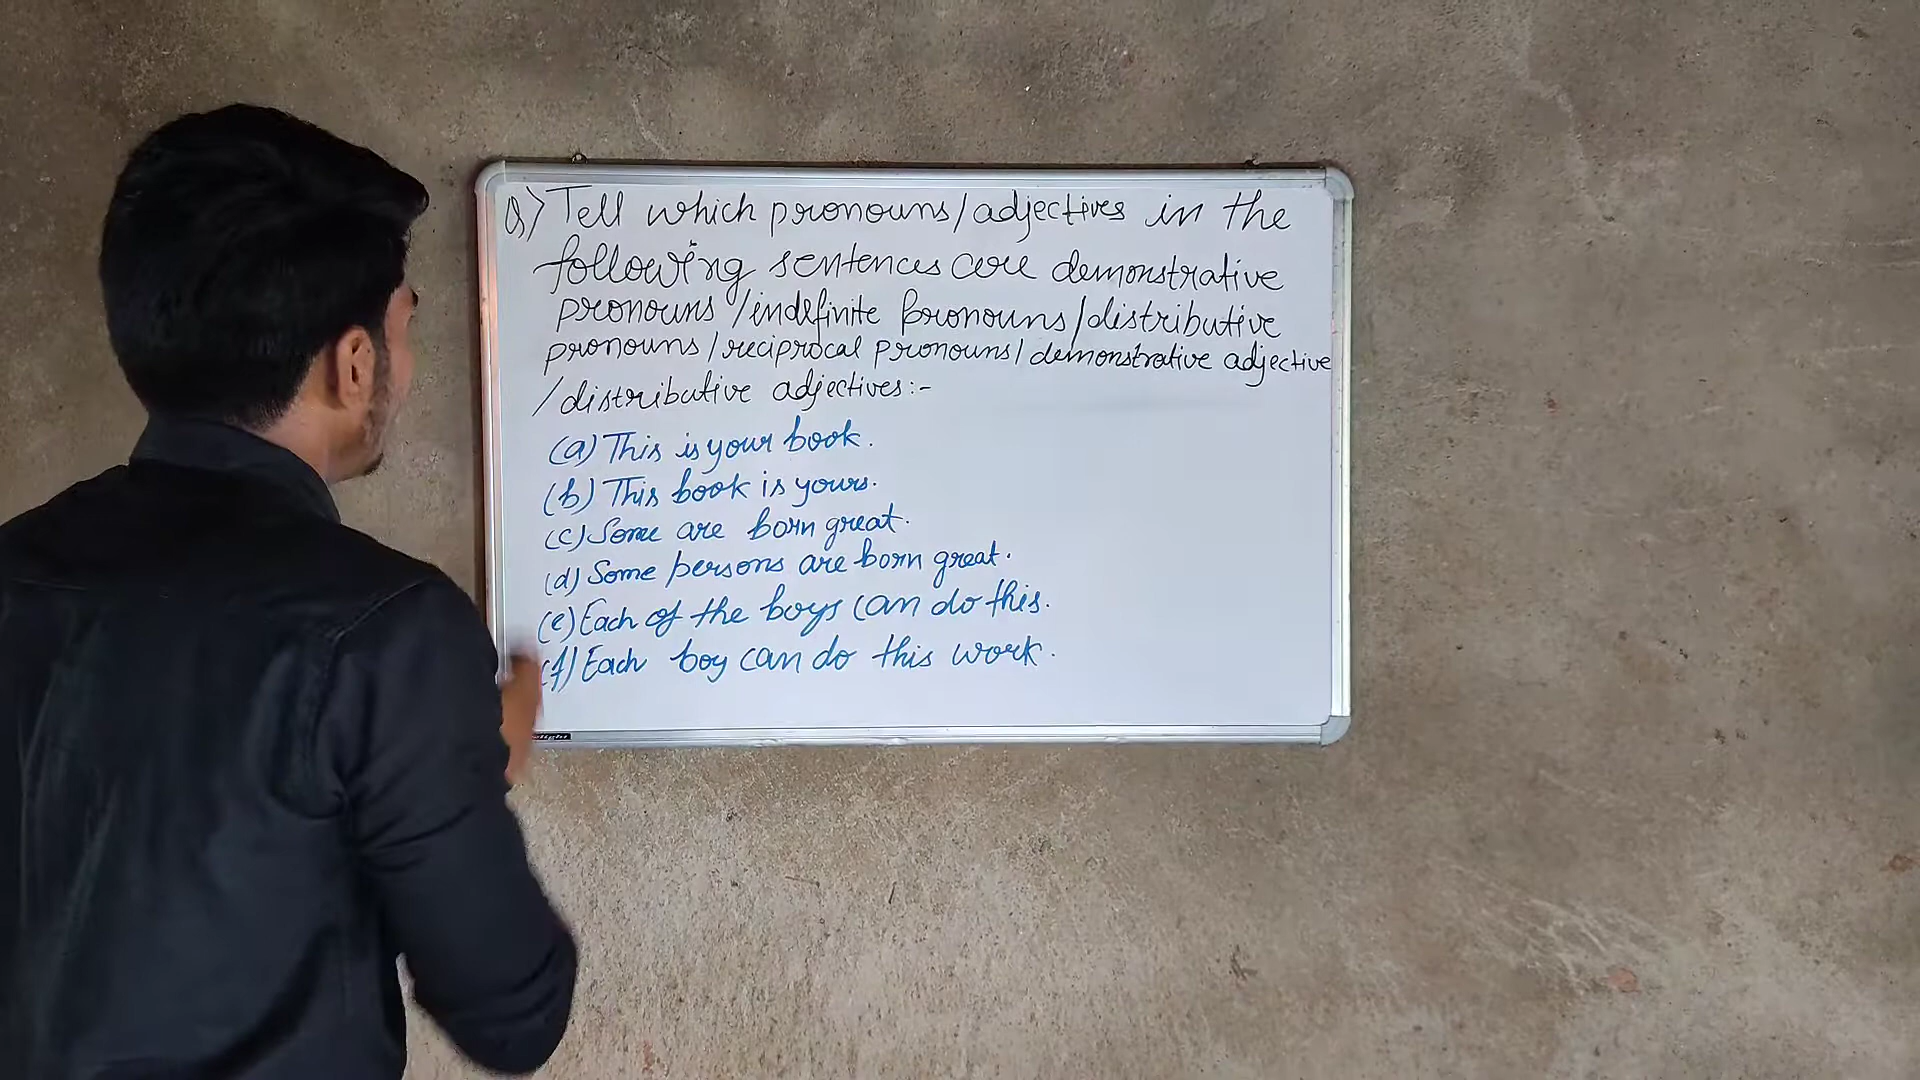 Q) Tell which pronouns/adjectives in the
following sentences are demonstrative
pronouns/indefinite pronouns/distributive
pronouns/reciprocal pronouns/demonstrative adjective
/distributive adjectives:-
(a) This is your book.
(b) This book is yours.
(c) Some are born great.
(d) Some persons are born great.
(e) Each of the boys can do this.
(f) Each boy can do this work.